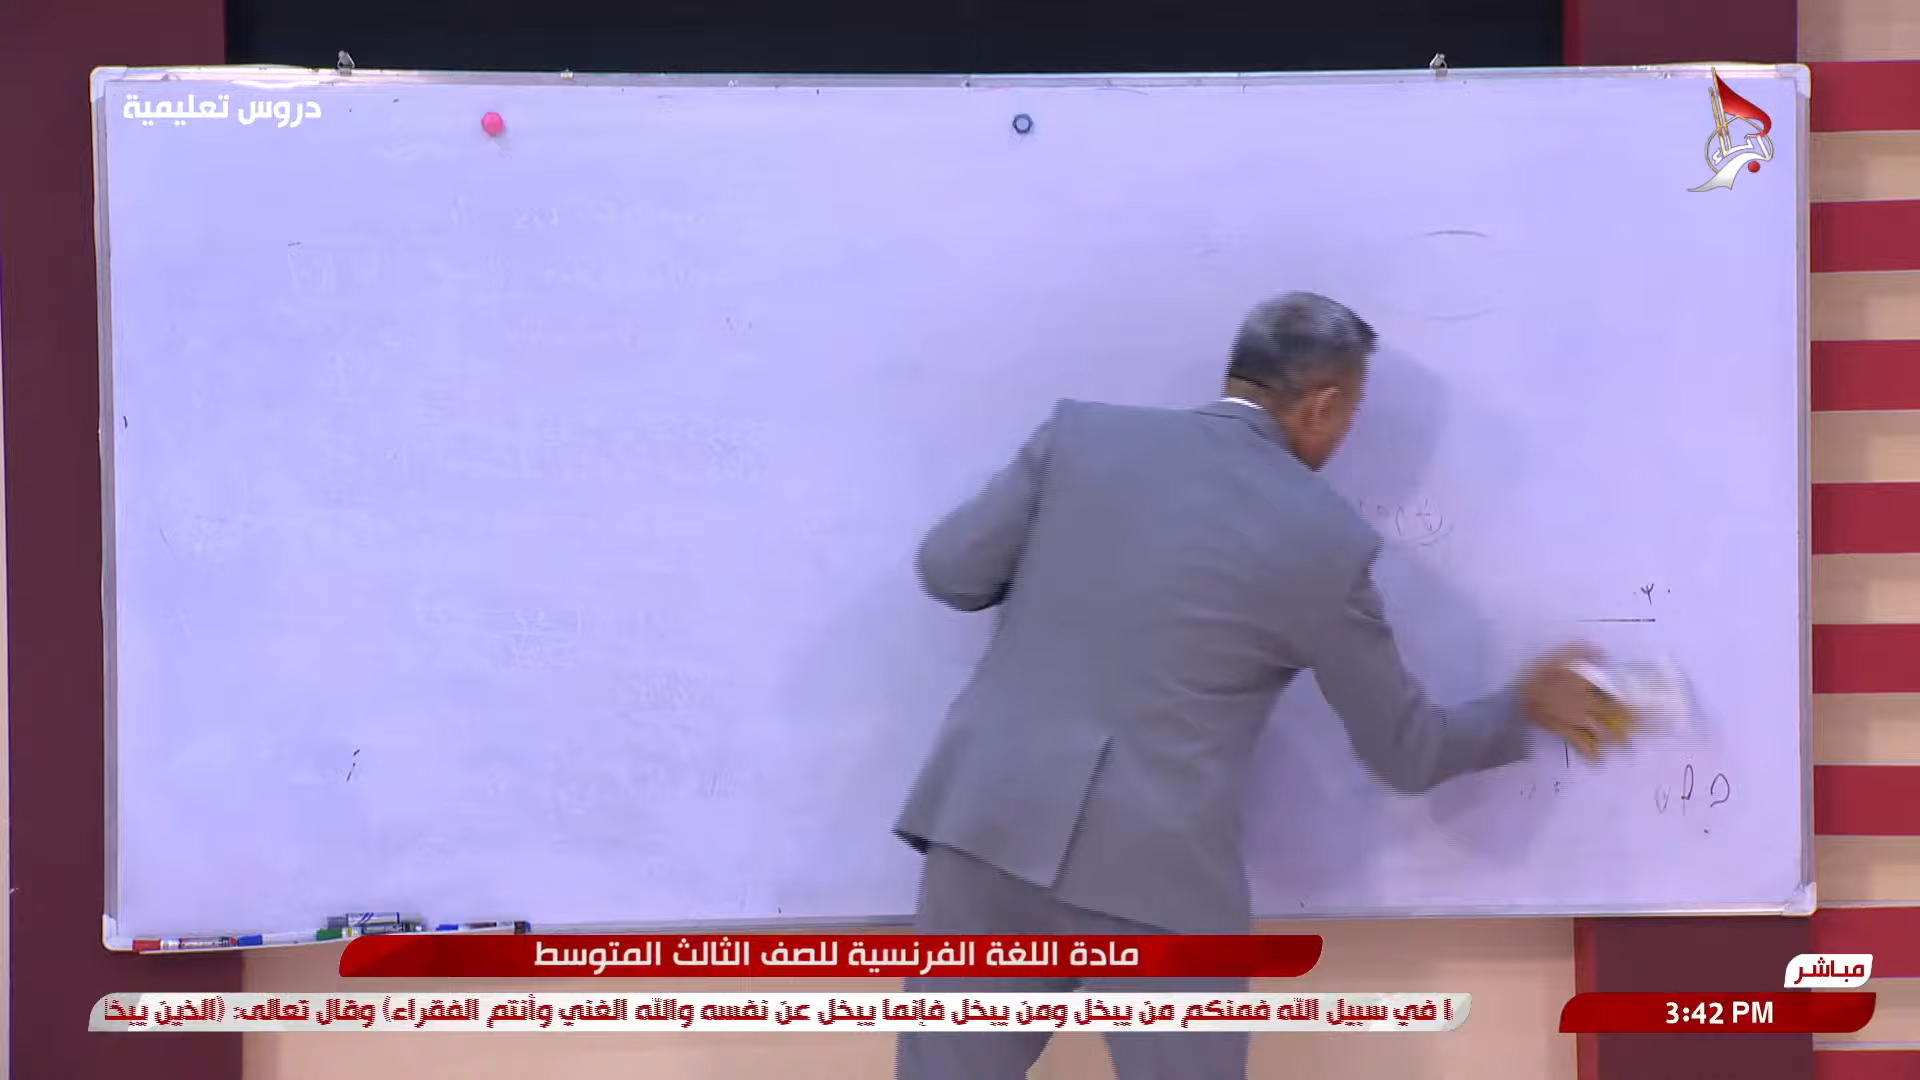 دروس تعليمية
مادة اللغة الفرنسية للصف الثالث المتوسط
مباشر
ا في سبيل الله فمنكم من يبخل ومن يبخل فإنما يبخل عن نفسه والله الغني وأنتم الفقراء) وقال تعالى: (الذين يبخ
3:42 PM